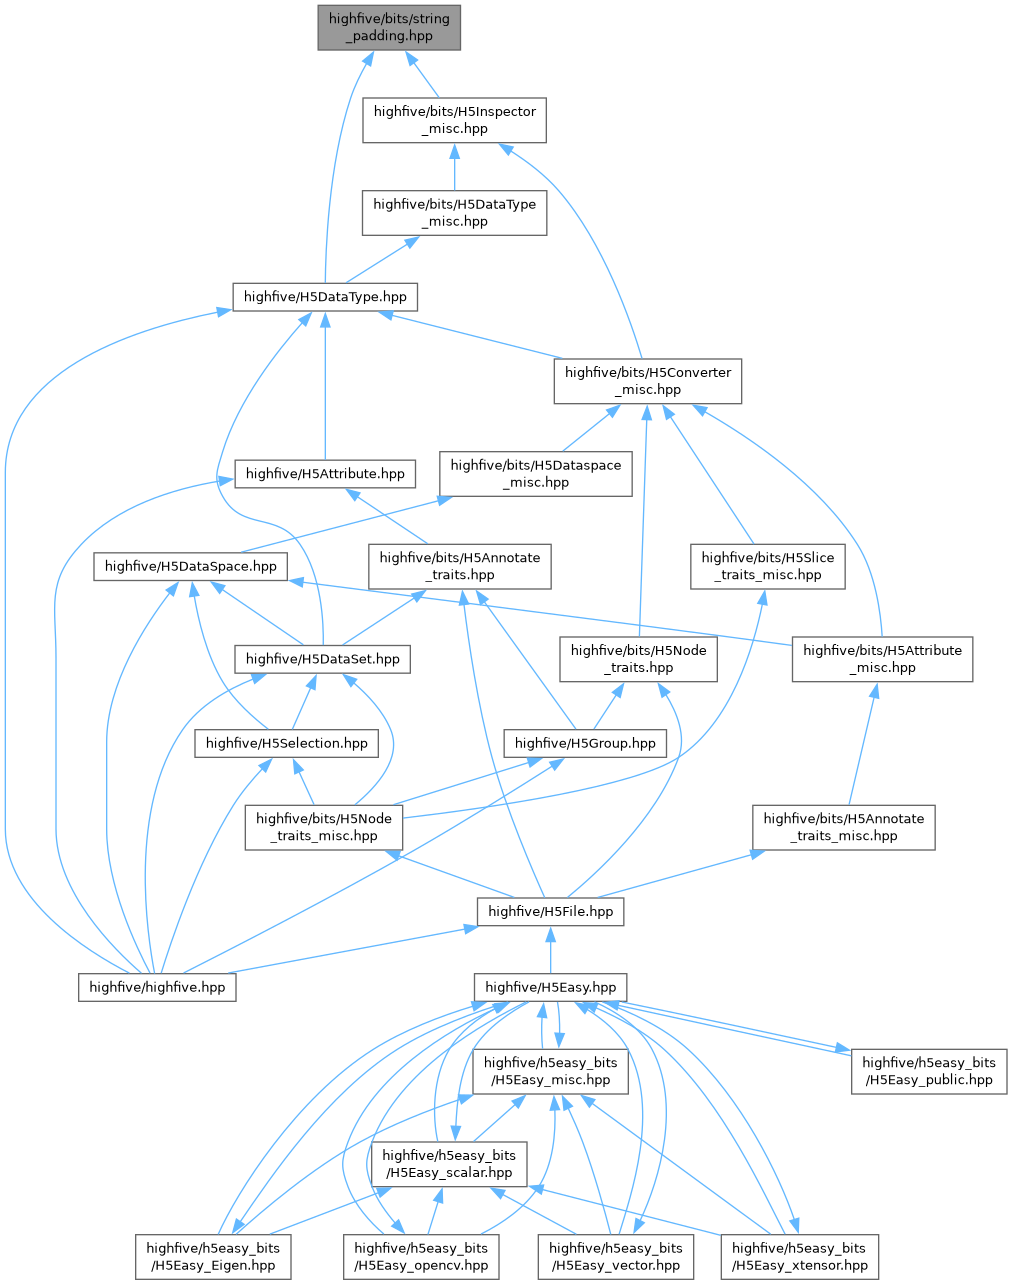 highfive/bits/string
_padding.hpp
highfive/bits/H5Inspector
_misc.hpp
highfive/bits/H5DataType
_misc.hpp
highfive/H5DataType.hpp
highfive/bits/H5Converter
_misc.hpp
highfive/H5Attribute.hpp
highfive/bits/H5Dataspace
_misc.hpp
highfive/H5DataSpace.hpp
highfive/bits/H5Annotate
_traits.hpp
highfive/bits/H5Slice
_traits_misc.hpp
highfive/H5DataSet.hpp
highfive/bits/H5Node
_traits.hpp
highfive/bits/H5Attribute
_misc.hpp
highfive/H5Selection.hpp
highfive/H5Group.hpp
highfive/bits/H5Node
_traits_misc.hpp
highfive/bits/H5Annotate
_traits_misc.hpp
highfive/H5File.hpp
highfive/highfive.hpp
highfive/H5Easy.hpp
highfive/h5easy_bits
/H5Easy_misc.hpp
highfive/h5easy_bits
/H5Easy_public.hpp
highfive/h5easy_bits
/H5Easy_scalar.hpp
highfive/h5easy_bits
/H5Easy_Eigen.hpp
highfive/h5easy_bits
/H5Easy_opencv.hpp
highfive/h5easy_bits
/H5Easy_vector.hpp
highfive/h5easy_bits
/H5Easy_xtensor.hpp